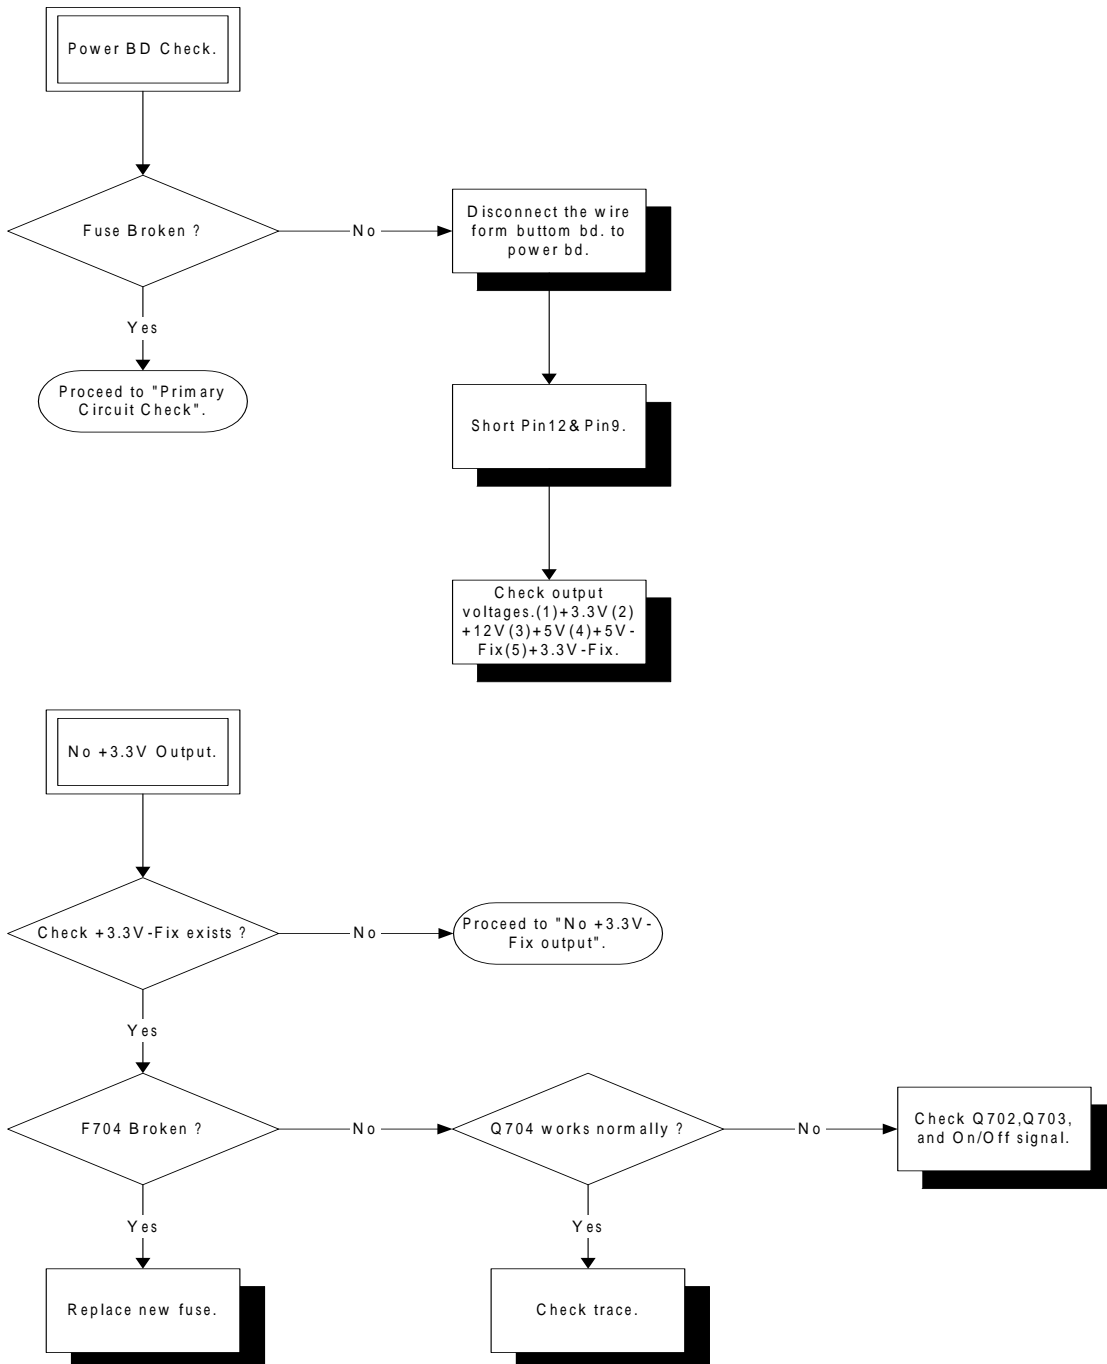 Power BD Check.
Fuse Broken ?
No
Disconnect the wire
form buttom bd. to
power bd.
Yes
Proceed to "Primary
Circuit Check".
Short Pin12&Pin9.
Check output
voltages.(1)+3.3V(2)
+12V(3)+5V(4)+5V-
Fix(5)+3.3V-Fix.
No +3.3V Output.
Check +3.3V-Fix exists ?
No
Proceed to "No +3.3V-
Fix output".
Yes
F704 Broken ?
No
Q704 works normally ?
No
Check Q702,Q703,
and On/Off signal.
Yes
Yes
Replace new fuse.
Check trace.